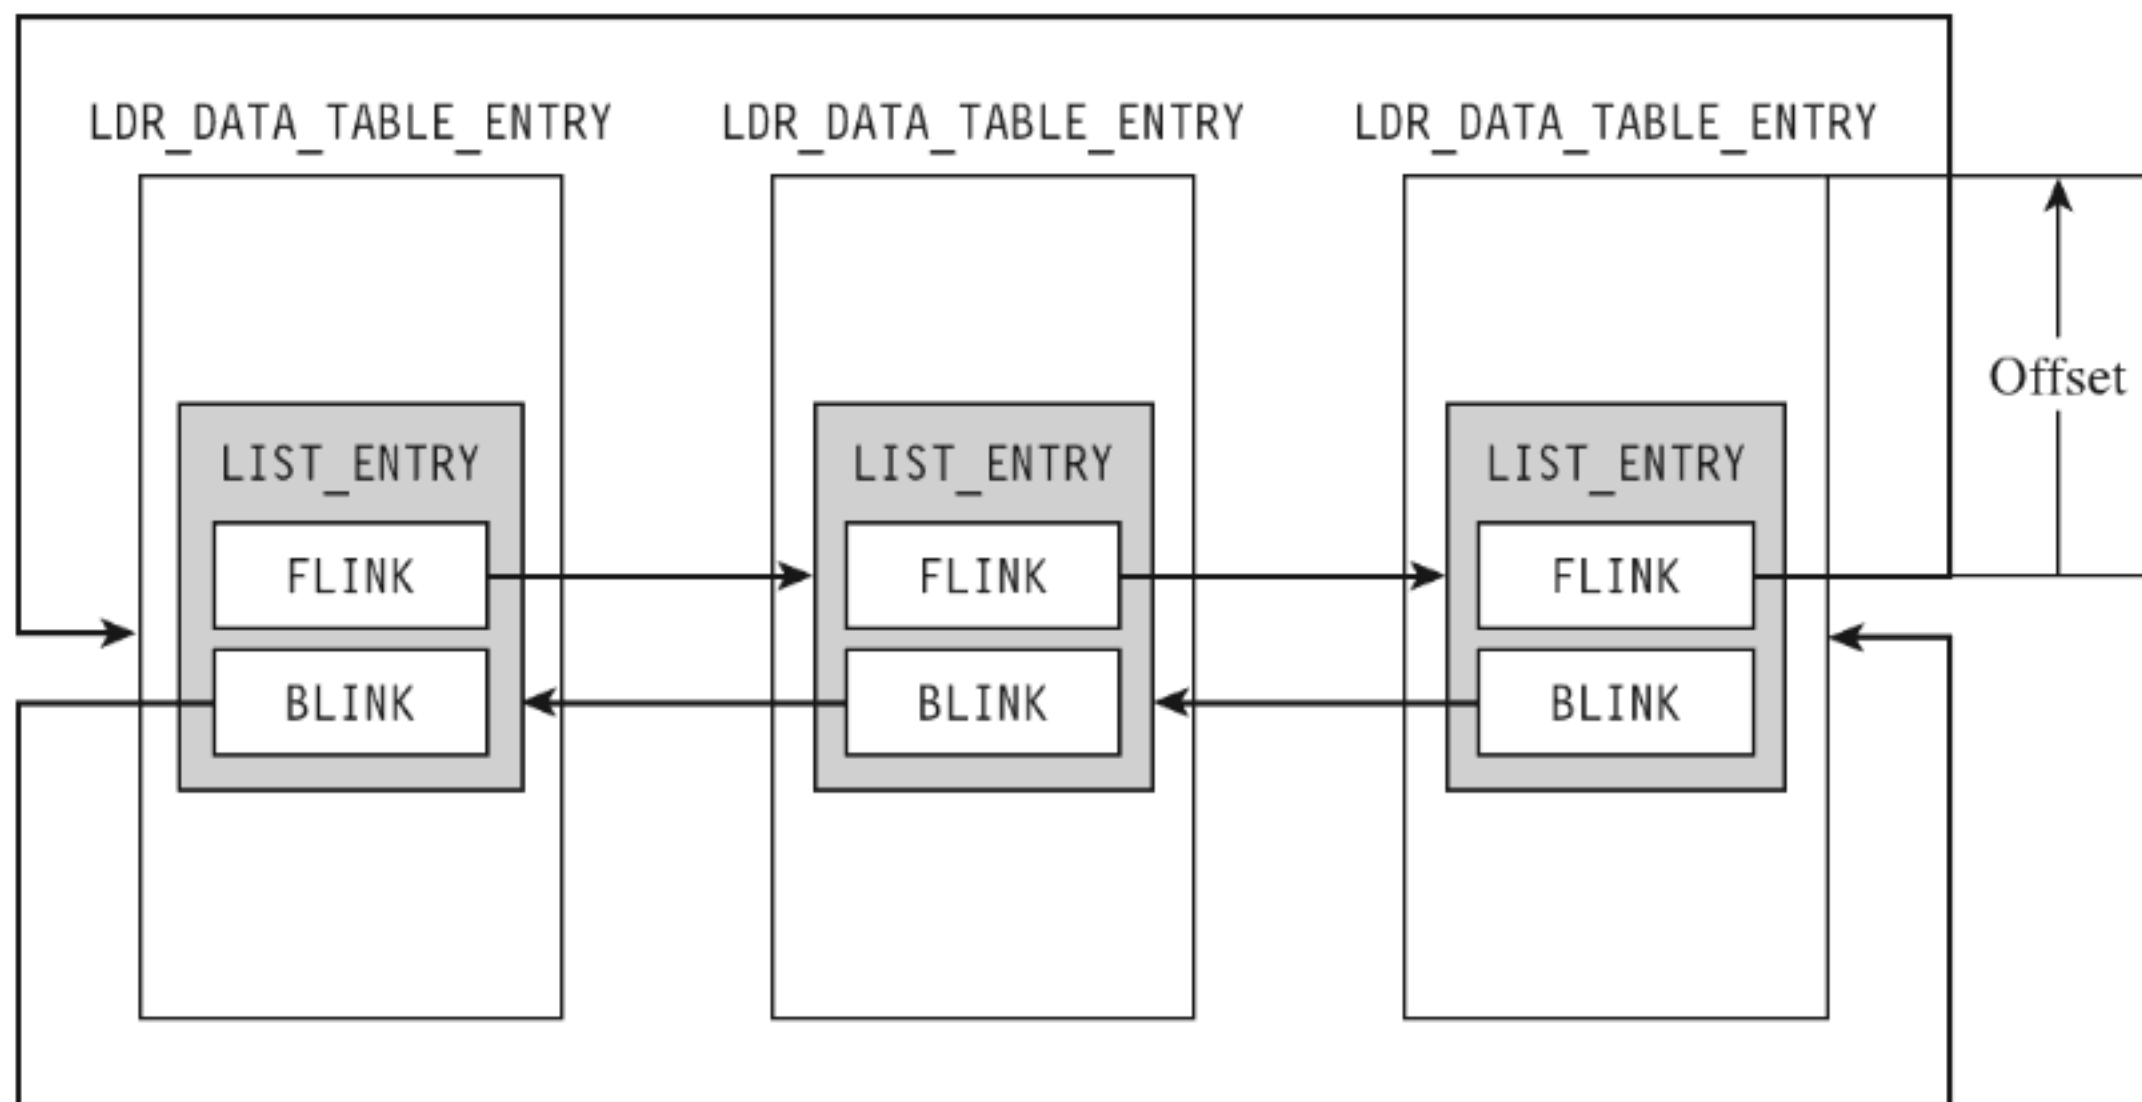 LDR_DATA_TABLE_ENTRY
LDR_DATA_TABLE_ENTRY
LDR_DATA_TABLE_ENTRY
Offset
LIST_ENTRY
LIST_ENTRY
LIST_ENTRY
FLINK
FLINK
FLINK
BLINK
BLINK
BLINK